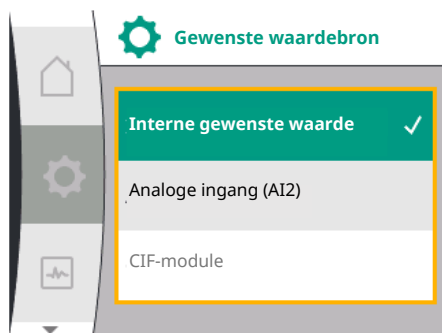 Gewenste waardebron
Interne gewenste waarde
Analoge ingang (AI2)
CIF-module